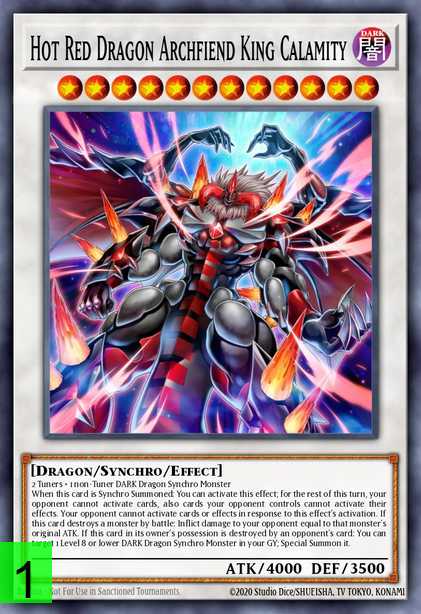 HOT RED DRAGON ARCHFIEND KING CALAMITY
DARK
闇
[DRAGON/SYNCHRO/EFFECT]
2 Tuners + 1 non-Tuner DARK Dragon Synchro Monster
When this card is Synchro Summoned: You can activate this effect; for the rest of this turn, your
opponent cannot activate cards, also cards your opponent controls cannot activate their
effects. Your opponent cannot activate cards or effects in response to this effect's activation. If
this card destroys a monster by battle: Inflict damage to your opponent equal to that monster's
original ATK. If this card in its owner's possession is destroyed by an opponent's card: You can
target 1 Level 8 or lower DARK Dragon Synchro Monster in your GY; Special Summon it.
ATK/4000 DEF/3500
1
Not For Use in Sanctioned Tournaments.
©2020 Studio Dice/SHUEISHA, TV TOKYO, KONAMI